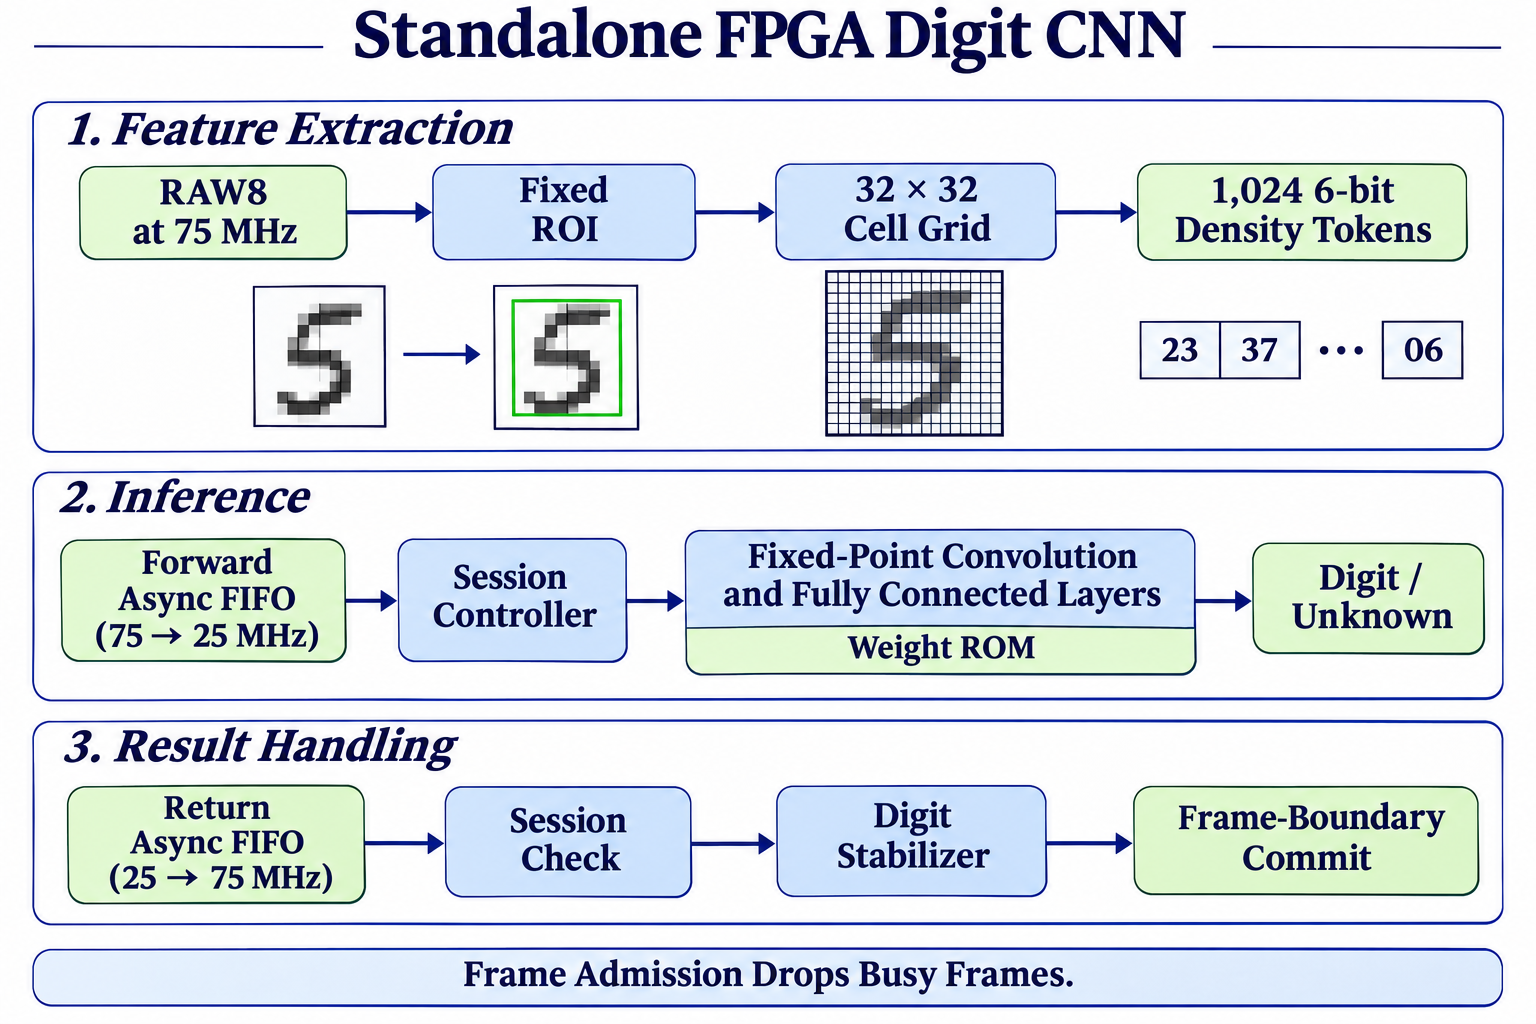 Standalone FPGA Digit CNN
1. Feature Extraction
RAW8
at 75 MHz
Fixed
ROI
32 × 32
Cell Grid
1,024 6-bit
Density Tokens
23 37 ··· 06
2. Inference
Forward
Async FIFO
(75 → 25 MHz)
Session
Controller
Fixed-Point Convolution
and Fully Connected Layers
Weight ROM
Digit /
Unknown
3. Result Handling
Return
Async FIFO
(25 → 75 MHz)
Session
Check
Digit
Stabilizer
Frame-Boundary
Commit
Frame Admission Drops Busy Frames.